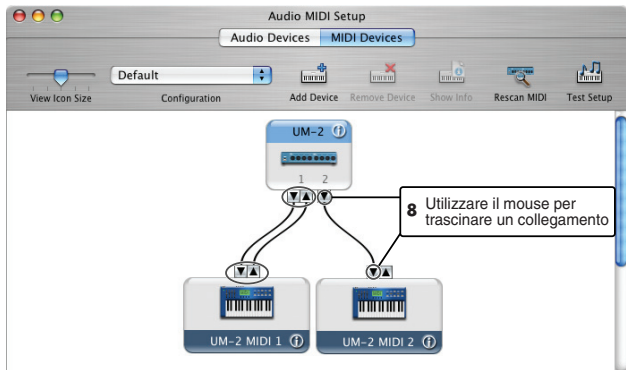 Audio MIDI Setup
Audio Devices MIDI Devices
Default
View Icon Size Configuration Add Device Remove Device Show Info Rescan MIDI Test Setup
UM-2
1 2
8 Utilizzare il mouse per
trascinare un collegamento
UM-2 MIDI 1 UM-2 MIDI 2